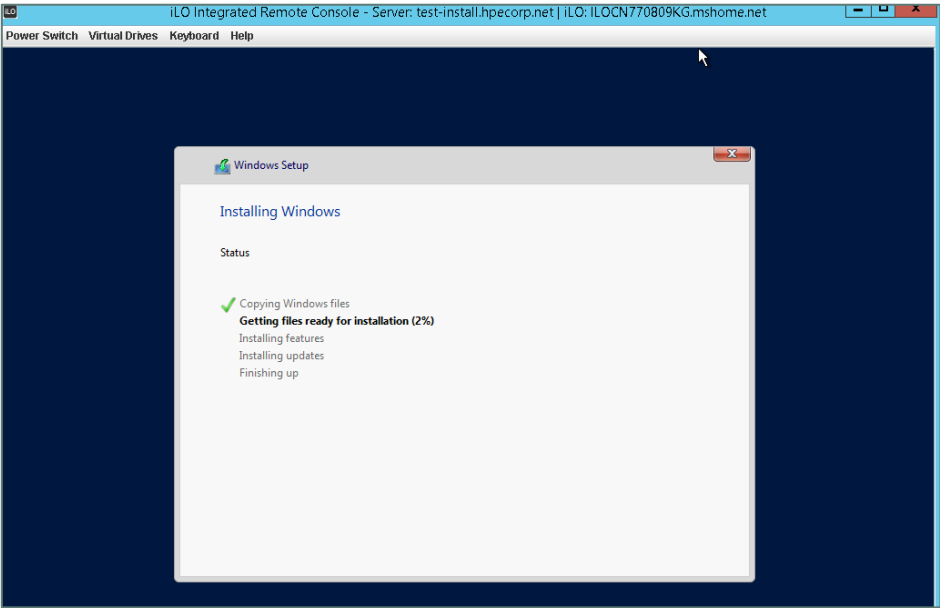 iLO
iLO Integrated Remote Console - Server: test-install.hpecorp.net | iLO: ILOCN770809KG.mshome.net
Power Switch Virtual Drives Keyboard Help
Windows Setup
Installing Windows
Status
Copying Windows files
Getting files ready for installation (2%)
Installing features
Installing updates
Finishing up